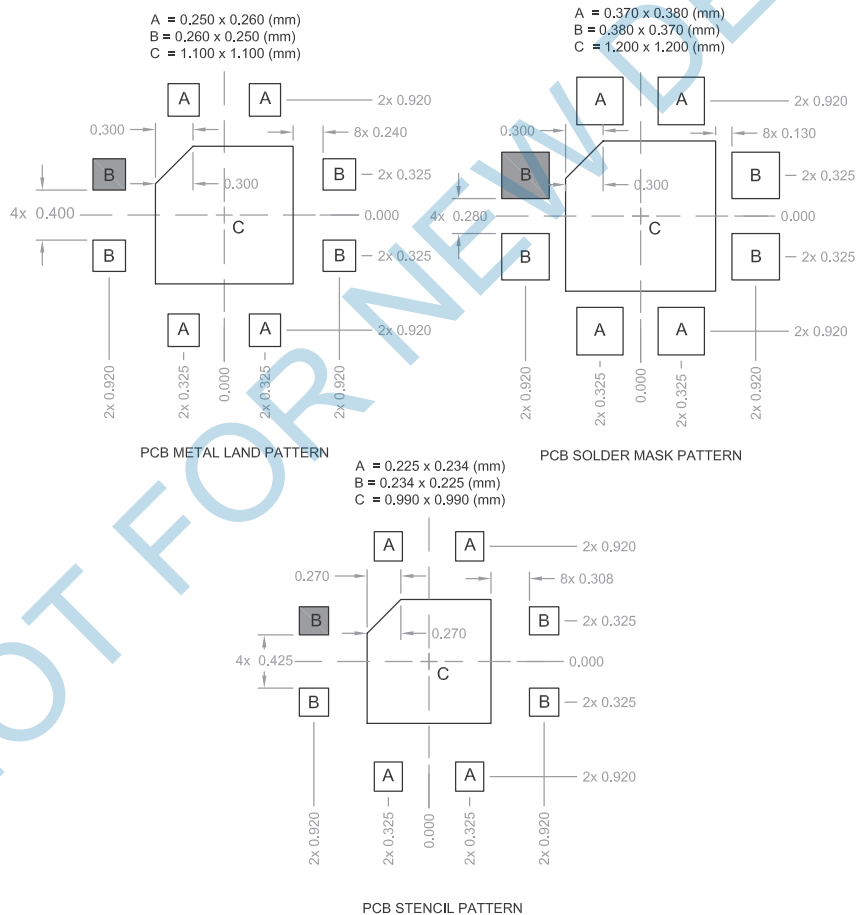 A = 0.250 x 0.260 (mm)
B = 0.260 x 0.250 (mm)
C = 1.100 x 1.100 (mm)
A
A
2x 0.920
0.300
8x 0.240
B
B
2x 0.325
0.300
4x 0.400
0.000
C
B
B
2x 0.325
A
A
2x 0.920
2x 0.920
2x 0.325
0.000
2x 0.325
2x 0.920
PCB METAL LAND PATTERN
A = 0.370 x 0.380 (mm)
B = 0.380 x 0.370 (mm)
C = 1.200 x 1.200 (mm)
A
A
2x 0.920
0.300
8x 0.130
B
B
2x 0.325
0.300
4x 0.280
0.000
C
B
B
2x 0.325
A
A
2x 0.920
2x 0.920
2x 0.325
0.000
2x 0.325
2x 0.920
PCB SOLDER MASK PATTERN
A = 0.225 x 0.234 (mm)
B = 0.234 x 0.225 (mm)
C = 0.990 x 0.990 (mm)
A
A
2x 0.920
0.270
8x 0.308
B
B
2x 0.325
0.270
4x 0.425
0.000
C
B
B
2x 0.325
A
A
2x 0.920
2x 0.920
2x 0.325
0.000
2x 0.325
2x 0.920
PCB STENCIL PATTERN
NOT FOR NEW DE